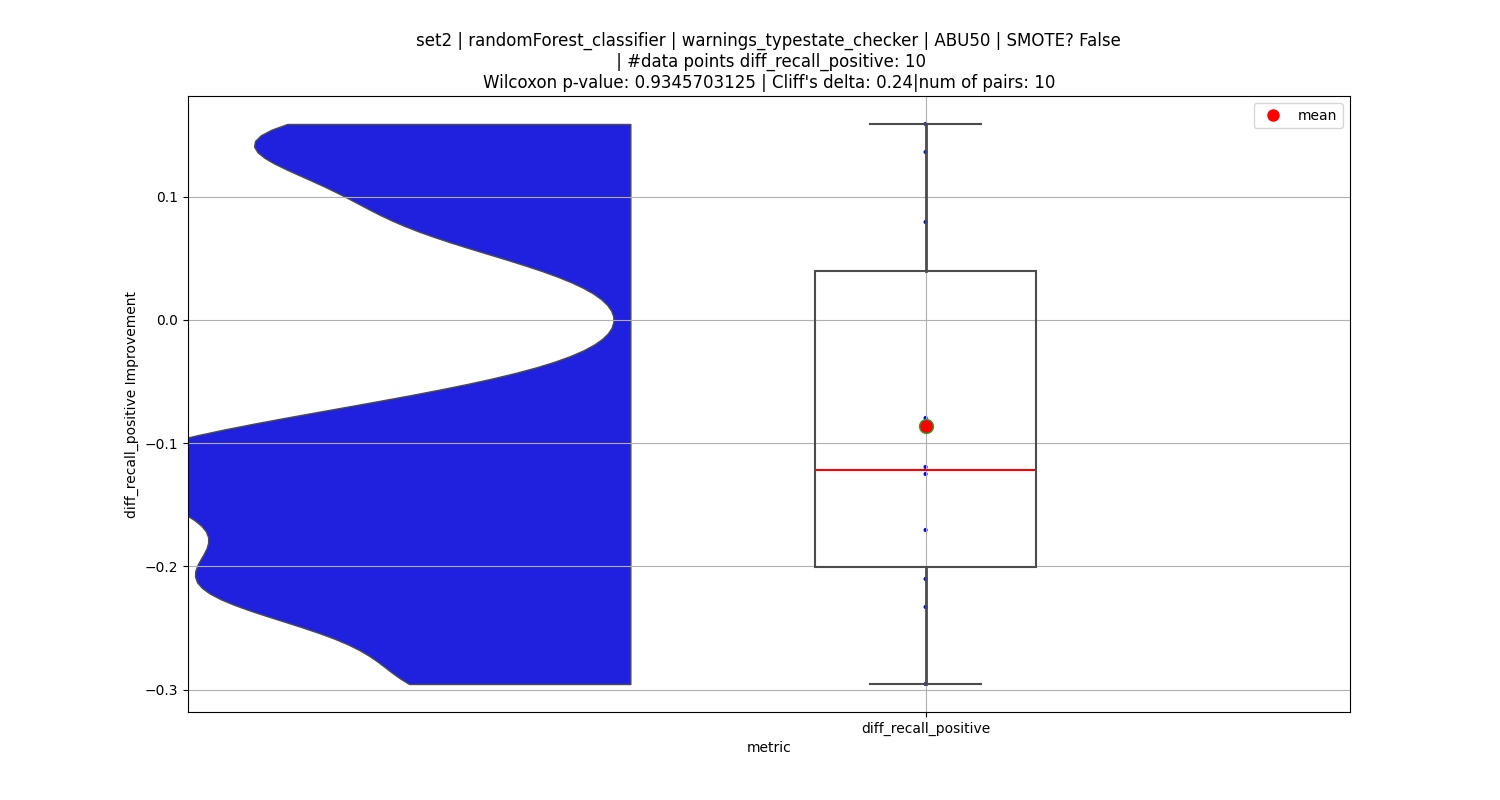 set2 | randomForest_classifier | warnings_typestate_checker | ABU50 | SMOTE? False
| #data points diff_recall_positive: 10
Wilcoxon p-value: 0.9345703125 | Cliff's delta: 0.24|num of pairs: 10
mean
0.1
0.0
−0.1
−0.2
−0.3
diff_recall_positive Improvement
diff_recall_positive
metric